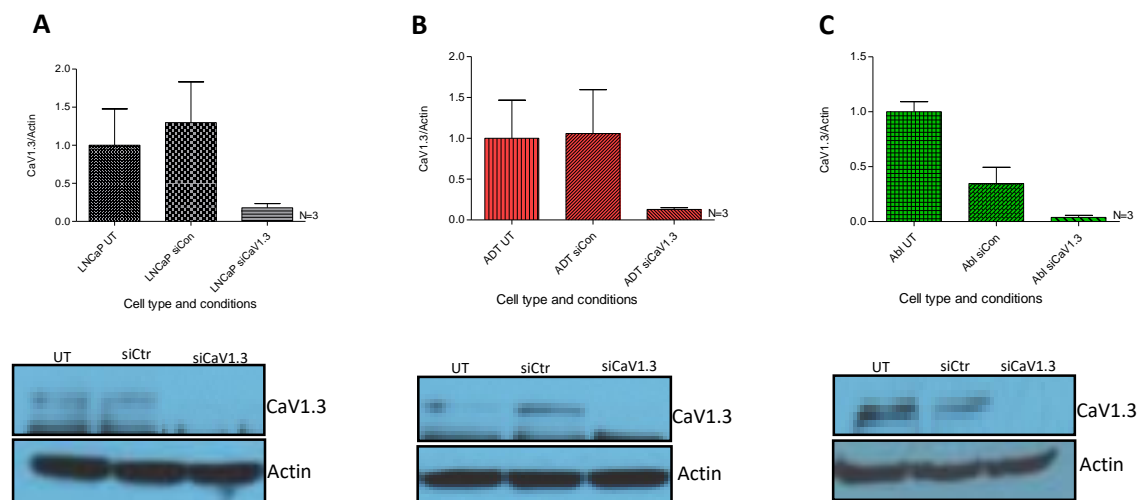 A
CaV1.3/Actin
2.0
1.5
1.0
0.5
0.0
N=3
LNCaP UT
LNCaP siCon
LNCaP siCaV1.3
Cell type and conditions
B
CaV1.3/Actin
2.0
1.5
1.0
0.5
0.0
N=3
ADT UT
ADT siCon
ADT siCaV1.3
Cell type and conditions
C
CaV1.3/Actin
1.5
1.0
0.5
0.0
N=3
Abl UT
Abl siCon
Abl siCaV1.3
Cell type and conditions
UT siCtr siCaV1.3
CaV1.3
Actin
UT siCtr siCaV1.3
CaV1.3
Actin
UT siCtr siCaV1.3
CaV1.3
Actin